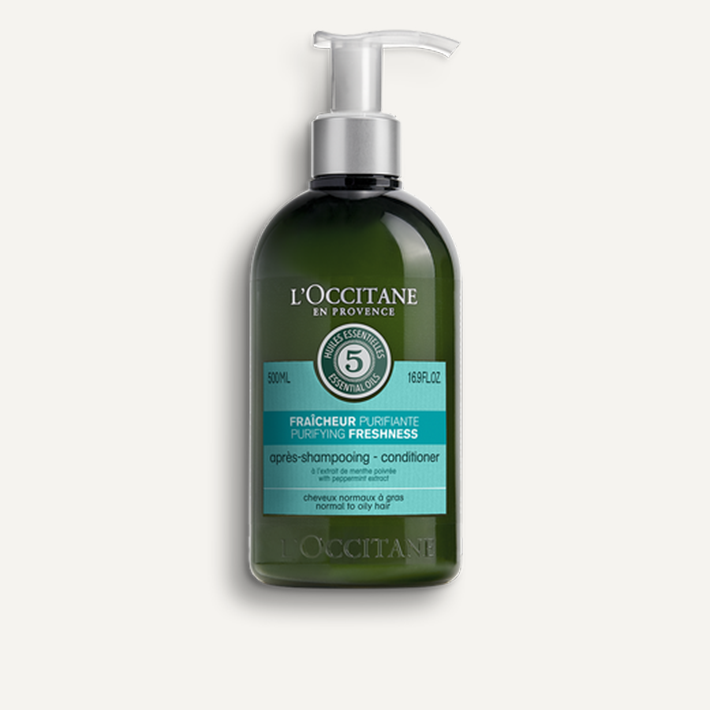 L'OCCITANE
EN PROVENCE
HUILES ESSENTIELLES
5
ESSENTIAL OILS
500ML 16.9FL.OZ.
FRAÎCHEUR PURIFIANTE
PURIFYING FRESHNESS
après-shampooing - conditioner
à l'extrait de menthe poivrée
with peppermint extract
cheveux normaux à gras
normal to oily hair
L'OCCITANE